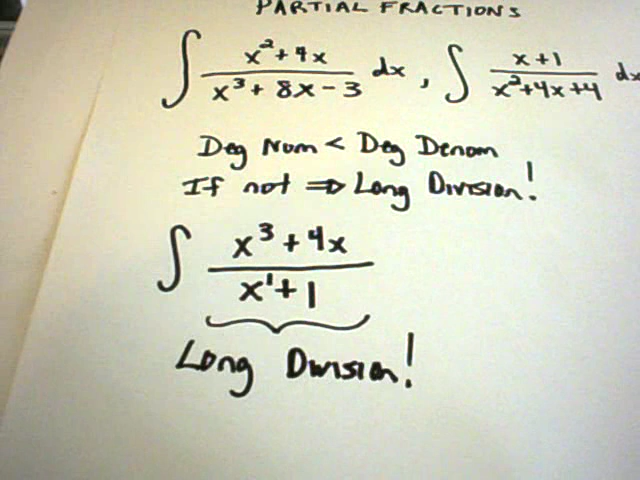 PARTIAL FRACTIONS
∫ (x²+4x)/(x³+8x-3) dx, ∫ (x+1)/(x²+4x+4) dx
Deg Num < Deg Denom
If not ⇒ Long Division!
∫ (x³+4x)/(x¹+1)
Long Division!